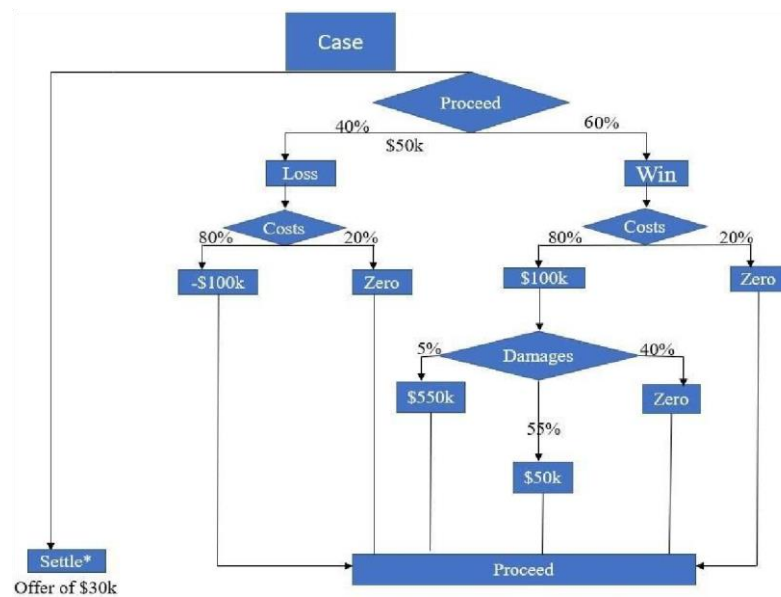 Case
Proceed
40%
60%
$50k
Loss
Win
Costs
Costs
80%
20%
80%
20%
-$100k
Zero
$100k
Zero
5%
Damages
40%
$550k
Zero
55%
$50k
Settle*
Proceed
Offer of $30k